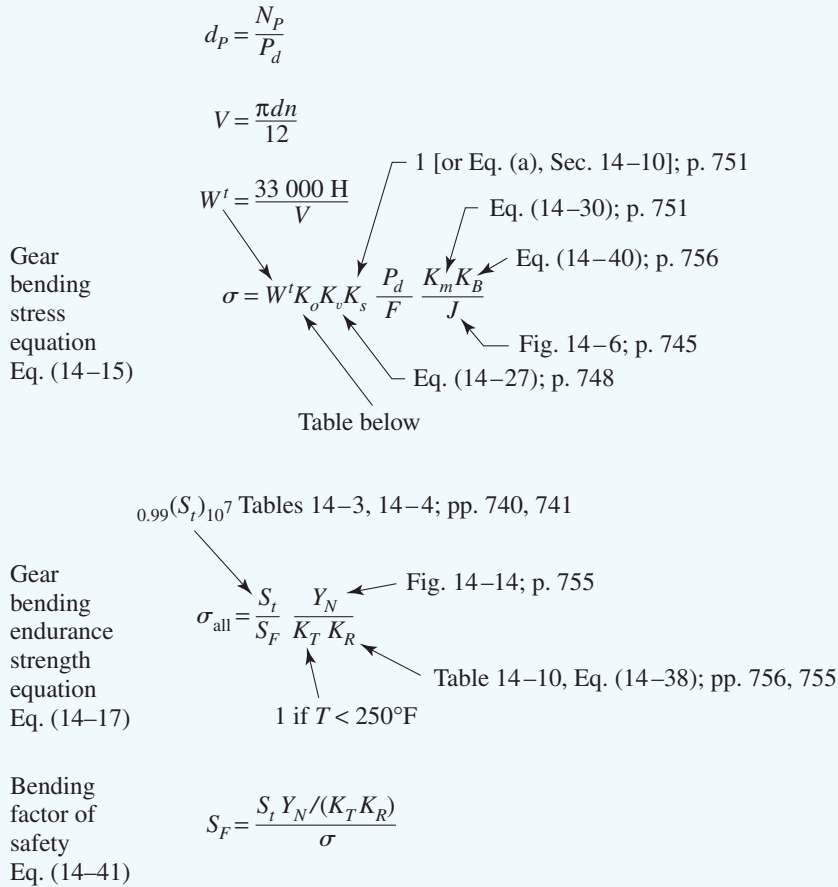 d_P = N_P / P_d
V = πdn / 12
1 [or Eq. (a), Sec. 14–10]; p. 751
W^t = 33 000 H / V
Eq. (14–30); p. 751
Eq. (14–40); p. 756
Gear
bending
stress
equation
Eq. (14–15)
σ = W^t K_o K_v K_s P_d / F K_m K_B / J
Fig. 14–6; p. 745
Eq. (14–27); p. 748
Table below
0.99(S_t)10^7 Tables 14–3, 14–4; pp. 740, 741
Gear
bending
endurance
strength
equation
Eq. (14–17)
Fig. 14–14; p. 755
σ_all = S_t / S_F Y_N / K_T K_R
Table 14–10, Eq. (14–38); pp. 756, 755
1 if T < 250°F
Bending
factor of
safety
Eq. (14–41)
S_F = S_t Y_N /(K_T K_R) / σ